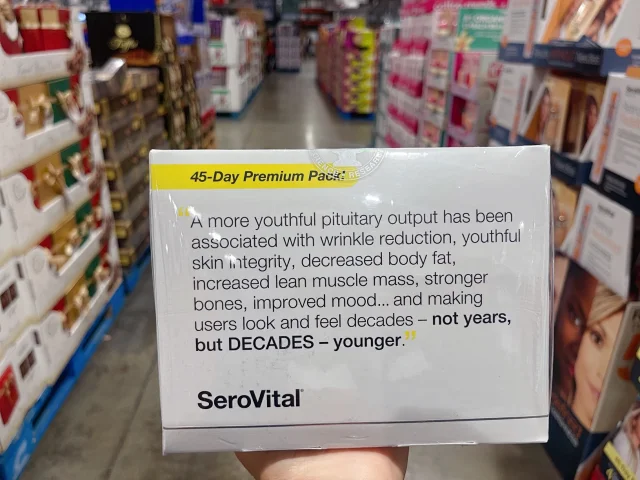 45-Day Premium Pack*
“A more youthful pituitary output has been
associated with wrinkle reduction, youthful
skin integrity, decreased body fat,
increased lean muscle mass, stronger
bones, improved mood... and making
users look and feel decades – not years,
but DECADES – younger.”
SeroVital®